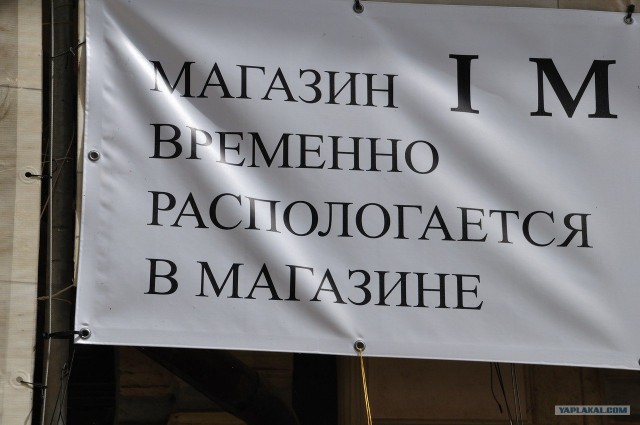 МАГАЗИН I M
ВРЕМЕННО
РАСПОЛОГАЕТСЯ
В МАГАЗИНЕ
YAPLAKAL.COM